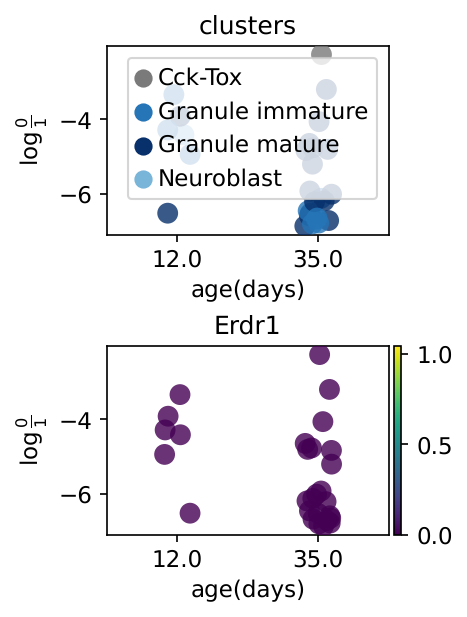 clusters
Cck-Tox
Granule immature
Granule mature
Neuroblast
−4
−6
log 0/1
12.0
35.0
age(days)
Erdr1
−4
−6
log 0/1
1.0
0.5
0.0
12.0
35.0
age(days)